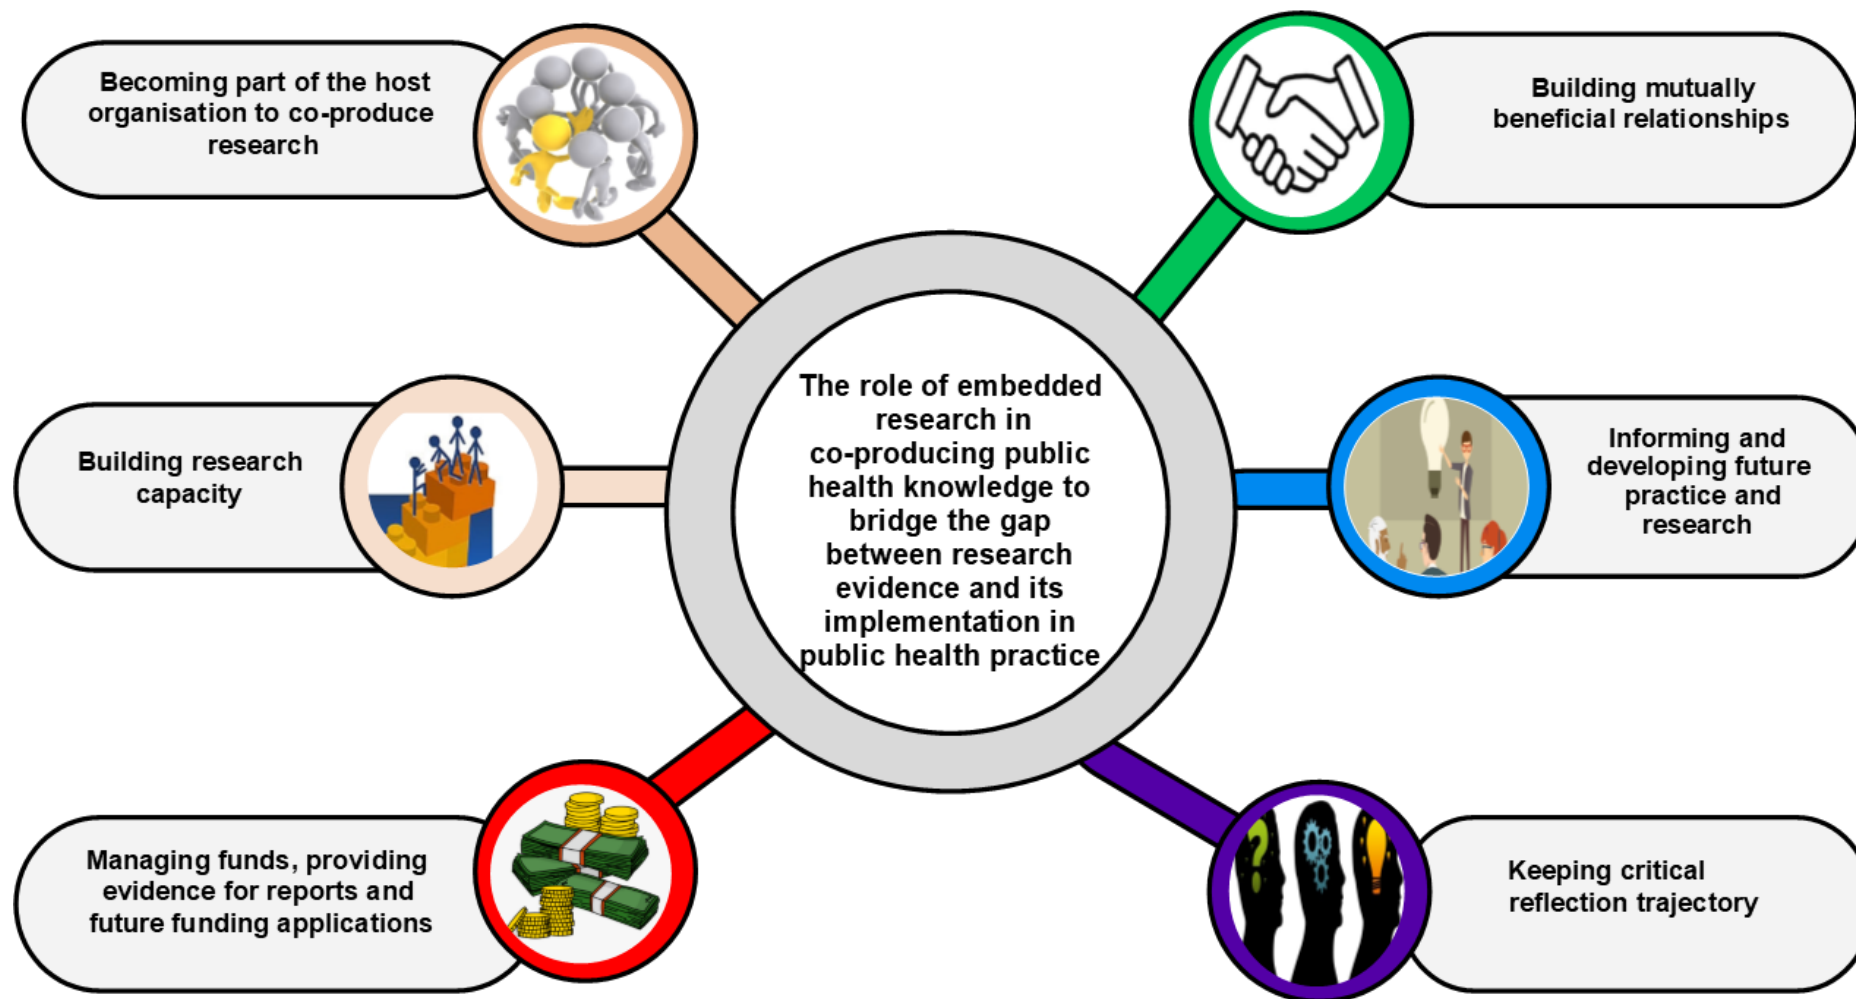 Becoming part of the host
organisation to co-produce
research
Building mutually
beneficial relationships
Building research
capacity
The role of embedded
research in
co-producing public
health knowledge to
bridge the gap
between research
evidence and its
implementation in
public health practice
Informing and
developing future
practice and
research
Managing funds, providing
evidence for reports and
future funding applications
Keeping critical
reflection trajectory